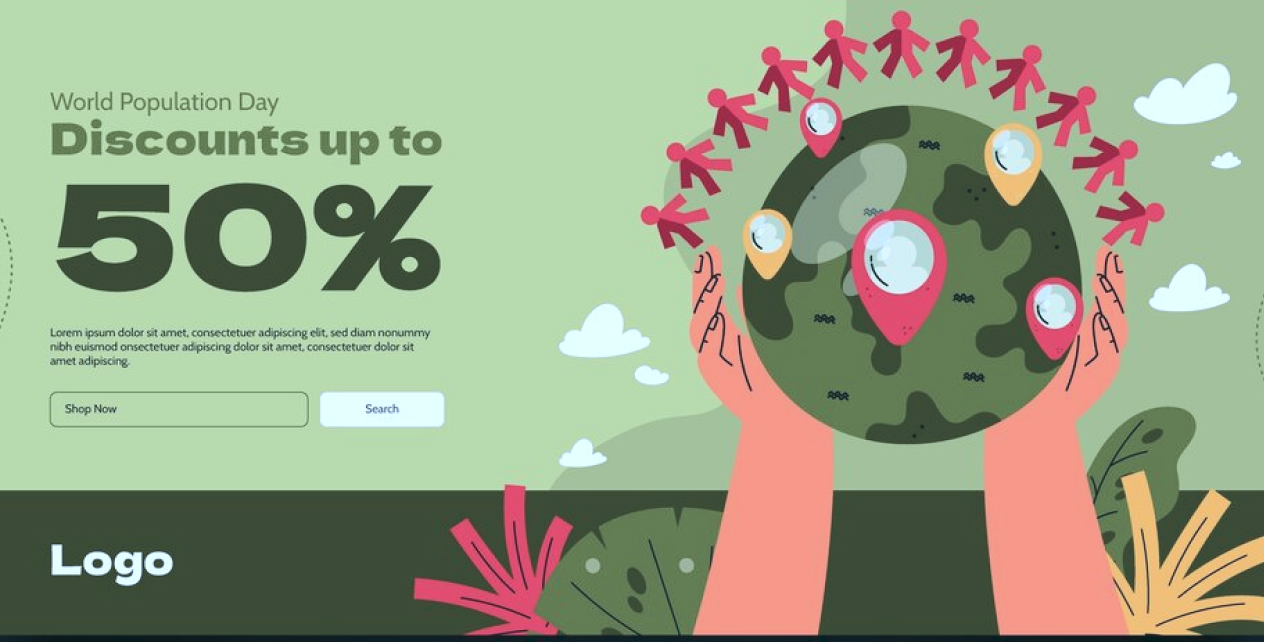 World Population Day
Discounts up to
50%
Lorem ipsum dolor sit amet, consectetuer adipiscing elit, sed diam nonummy
nibh euismod onsectetuer adipiscing dolor sit amet, consectetuer dolor sit
amet adipiscing.
Shop Now
Search
Logo